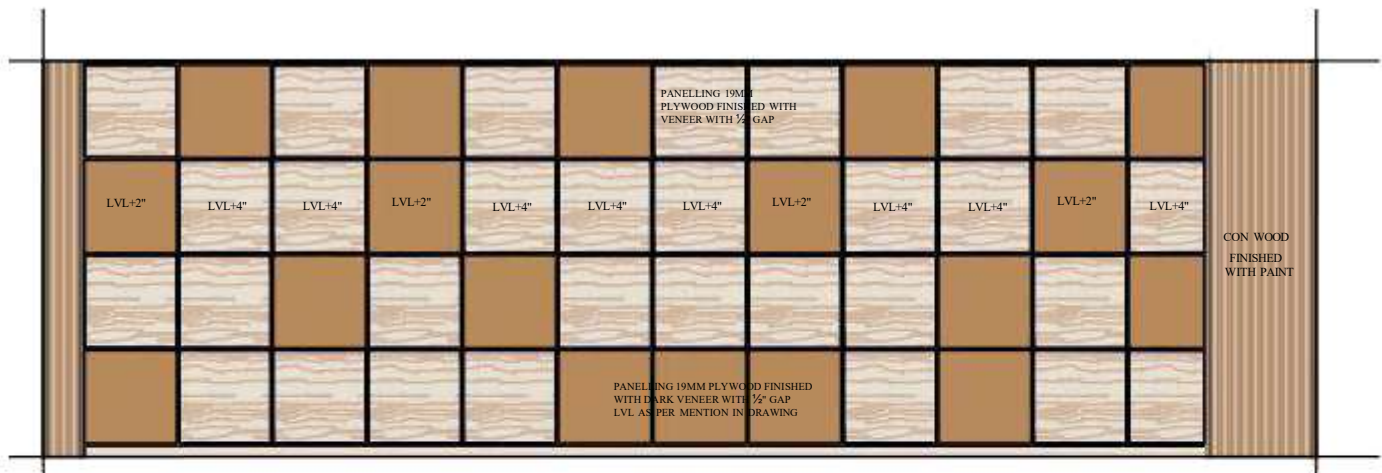 PANELLING 19MM
PLYWOOD FINISHED WITH
VENEER WITH ½" GAP
LVL+2"
LVL+4"
LVL+4"
LVL+2"
LVL+4"
LVL+4"
LVL+4"
LVL+2"
LVL+4"
LVL+4"
LVL+2"
LVL+4"
CON WOOD
FINISHED
WITH PAINT
PANELLING 19MM PLYWOOD FINISHED
WITH DARK VENEER WITH ½" GAP
LVL AS PER MENTION IN DRAWING